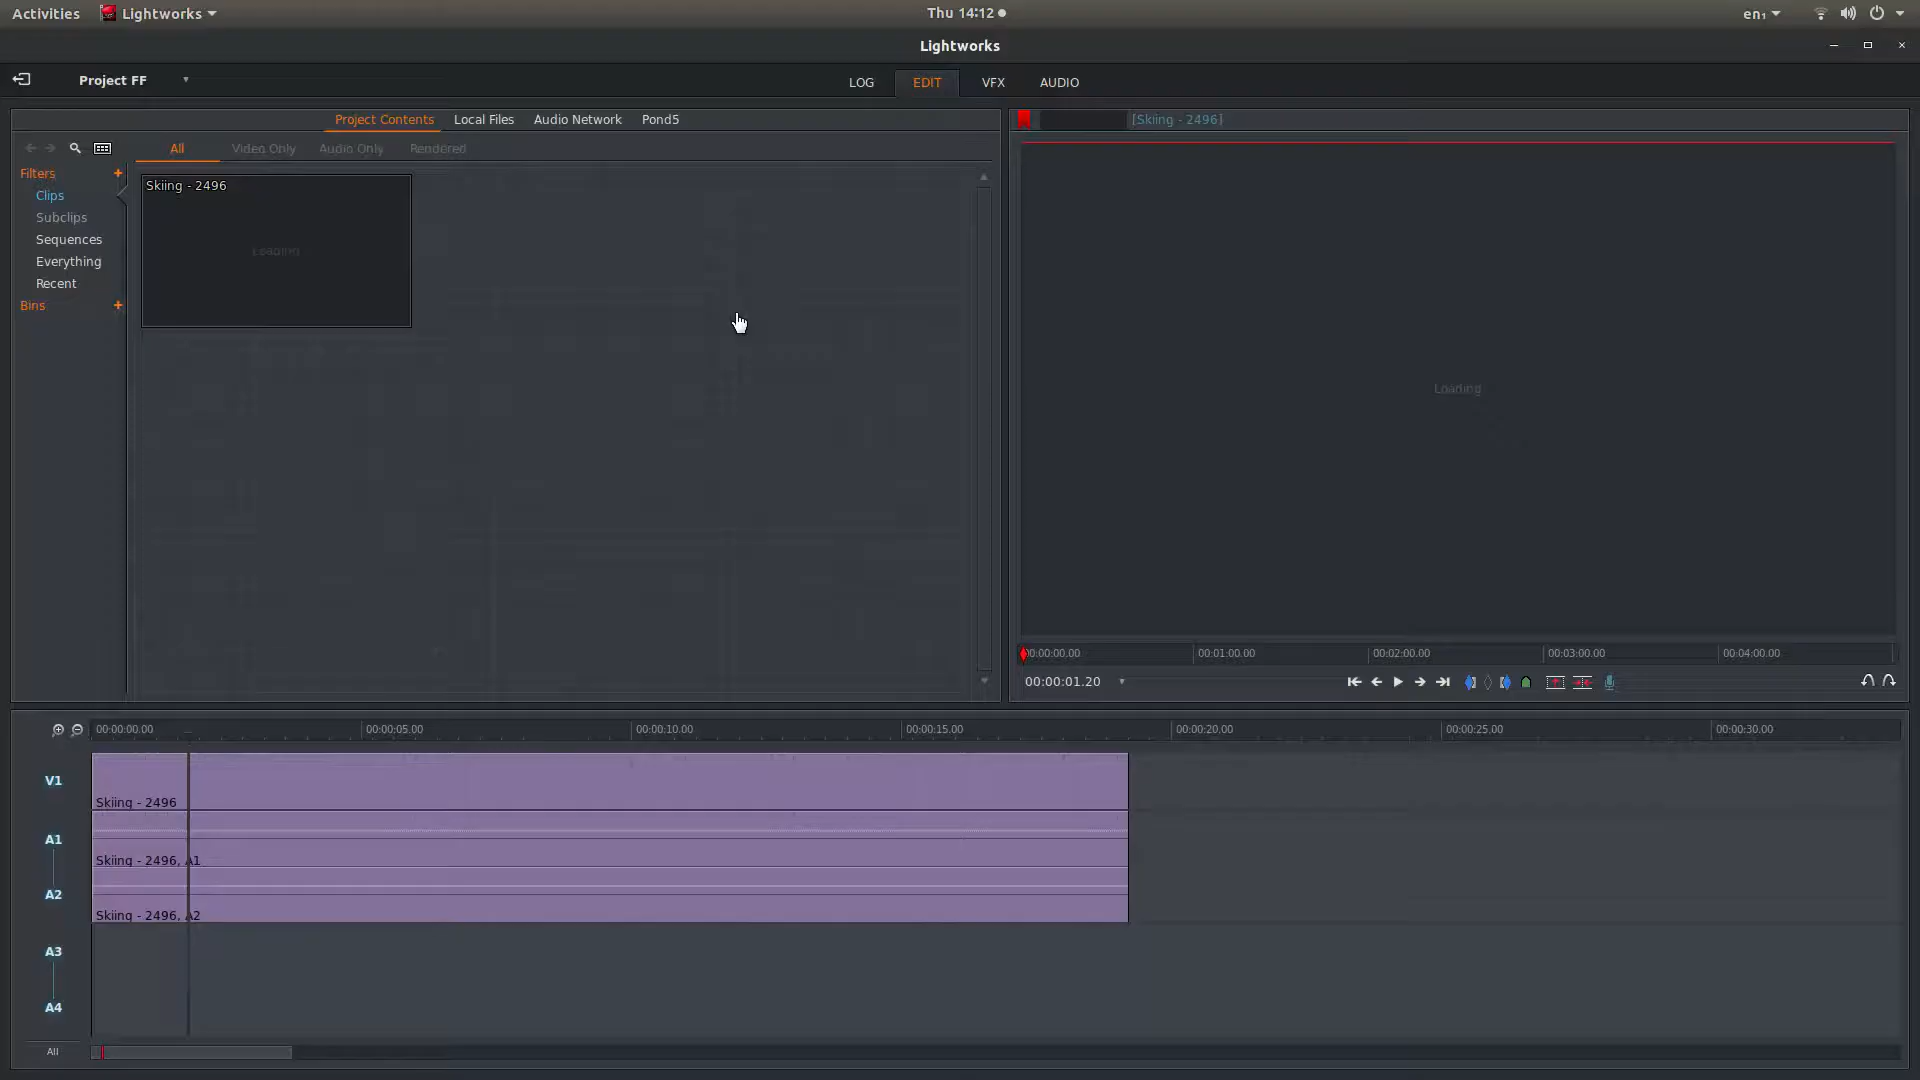 Activities Lightworks Thu 14:12 en₁
Lightworks
Project FF LOG EDIT VFX AUDIO
Project Contents Local Files Audio Network Pond5 [Skiing - 2496]
All Video Only Audio Only Rendered
Filters +
Clips
Subclips
Sequences
Everything
Recent
Bins +
Skiing - 2496
Loading
Loading
00:00:00.00 00:01:00.00 00:02:00.00 00:03:00.00 00:04:00.00
00:00:01.20
00:00:00.00 00:00:05.00 00:00:10.00 00:00:15.00 00:00:20.00 00:00:25.00 00:00:30.00
V1
Skiing - 2496
A1
Skiing - 2496, A1
A2
Skiing - 2496, A2
A3
A4
All